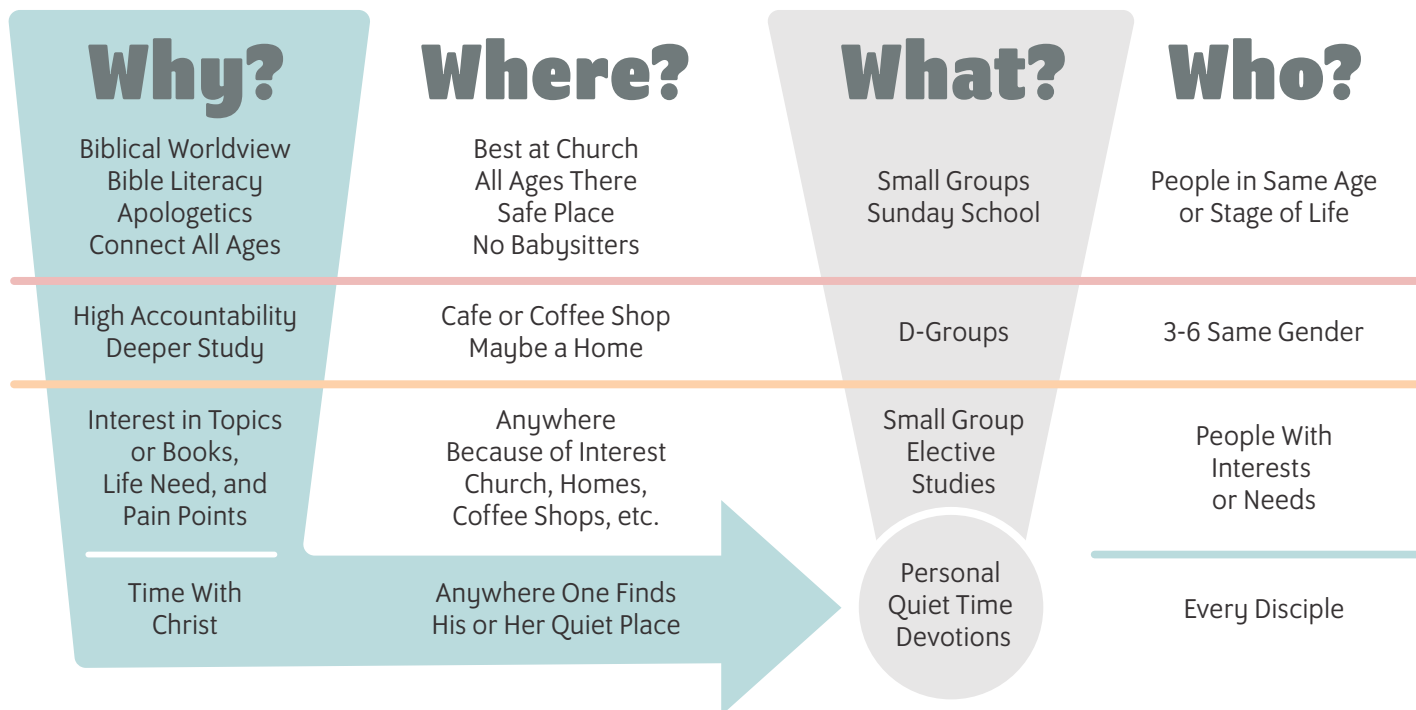 Why?
Where?
What?
Who?
Biblical Worldview
Bible Literacy
Apologetics
Connect All Ages
Best at Church
All Ages There
Safe Place
No Babysitters
Small Groups
Sunday School
People in Same Age
or Stage of Life
High Accountability
Deeper Study
Cafe or Coffee Shop
Maybe a Home
D-Groups
3-6 Same Gender
Interest in Topics
or Books,
Life Need, and
Pain Points
Anywhere
Because of Interest
Church, Homes,
Coffee Shops, etc.
Small Group
Elective
Studies
People With
Interests
or Needs
Time With
Christ
Anywhere One Finds
His or Her Quiet Place
Personal
Quiet Time
Devotions
Every Disciple